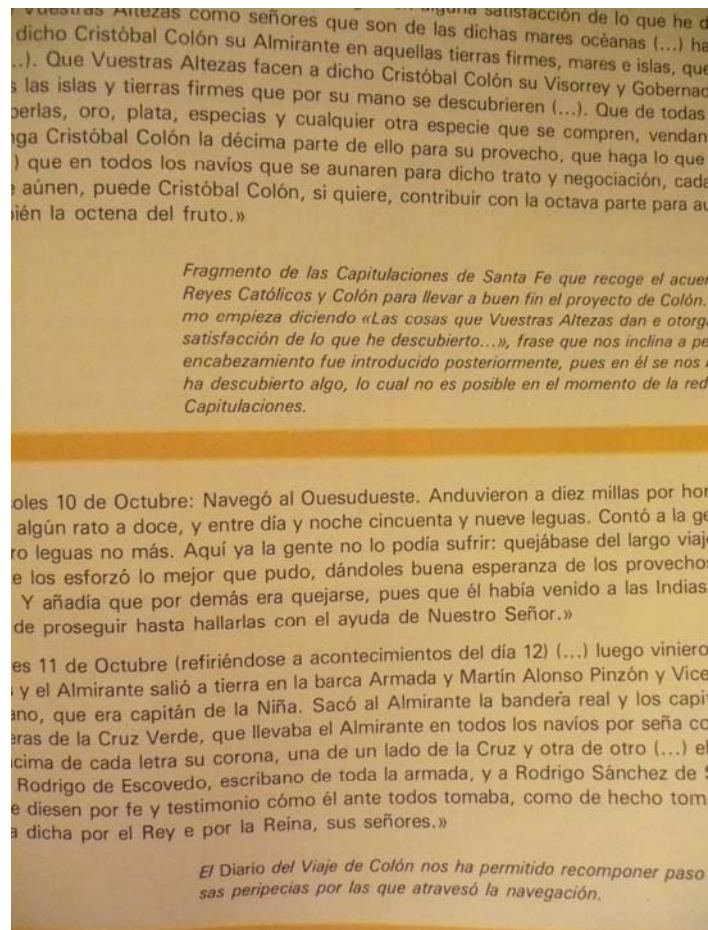 Vuestras Altezas como señores que son de las dichas mares océanas (...) ha
dicho Cristóbal Colón su Almirante en aquellas tierras firmes, mares e islas, que
..). Que Vuestras Altezas facen a dicho Cristóbal Colón su Visorrey y Gobernad
s las islas y tierras firmes que por su mano se descubrieren (...). Que de todas
perlas, oro, plata, especias y cualquier otra especie que se compren, vendan
nga Cristóbal Colón la décima parte de ello para su provecho, que haga lo que
) que en todos los navíos que se aunaren para dicho trato y negociación, cada
e aúnen, puede Cristóbal Colón, si quiere, contribuir con la octava parte para au
bién la octena del fruto.»
Fragmento de las Capitulaciones de Santa Fe que recoge el acuer
Reyes Católicos y Colón para llevar a buen fin el proyecto de Colón.
mo empieza diciendo «Las cosas que Vuestras Altezas dan e otorga
satisfacción de lo que he descubierto...», frase que nos inclina a pe
encabezamiento fue introducido posteriormente, pues en él se nos
ha descubierto algo, lo cual no es posible en el momento de la red
Capitulaciones.
coles 10 de Octubre: Navegó al Ouesudueste. Anduvieron a diez millas por hor
algún rato a doce, y entre día y noche cincuenta y nueve leguas. Contó a la ge
ro leguas no más. Aquí ya la gente no lo podía sufrir: quejábase del largo viaje
e los esforzó lo mejor que pudo, dándoles buena esperanza de los provechos
Y añadía que por demás era quejarse, pues que él había venido a las Indias
de proseguir hasta hallarlas con el ayuda de Nuestro Señor.»
es 11 de Octubre (refiriéndose a acontecimientos del día 12) (...) luego viniero
y el Almirante salió a tierra en la barca Armada y Martín Alonso Pinzón y Vice
ano, que era capitán de la Niña. Sacó al Almirante la bandera real y los capi
eras de la Cruz Verde, que llevaba el Almirante en todos los navíos por seña co
cima de cada letra su corona, una de un lado de la Cruz y otra de otro (...) el
Rodrigo de Escovedo, escribano de toda la armada, y a Rodrigo Sánchez de S
e diesen por fe y testimonio cómo él ante todos tomaba, como de hecho tom
a dicha por el Rey e por la Reina, sus señores.»
El Diario del Viaje de Colón nos ha permitido recomponer paso
sas peripecias por las que atravesó la navegación.